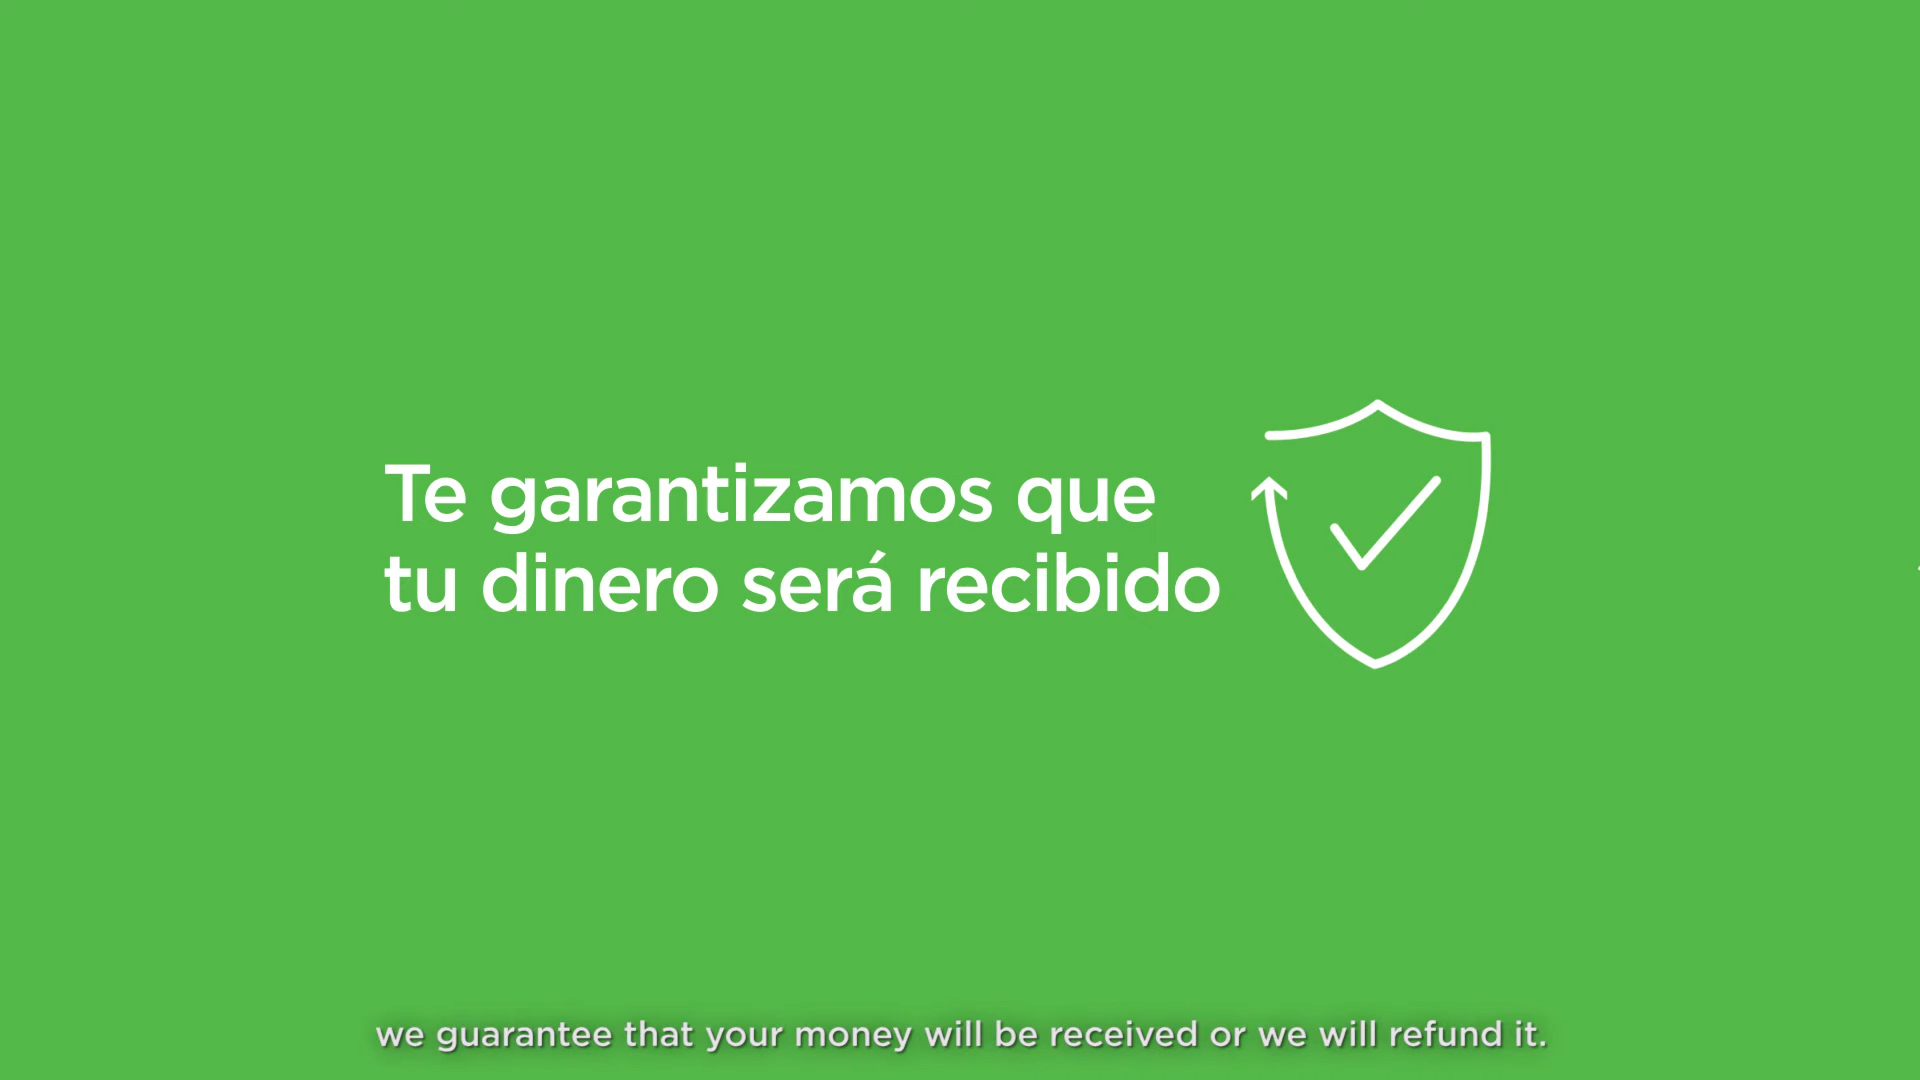 Te garantizamos que
tu dinero será recibido
we guarantee that your money will be received or we will refund it.